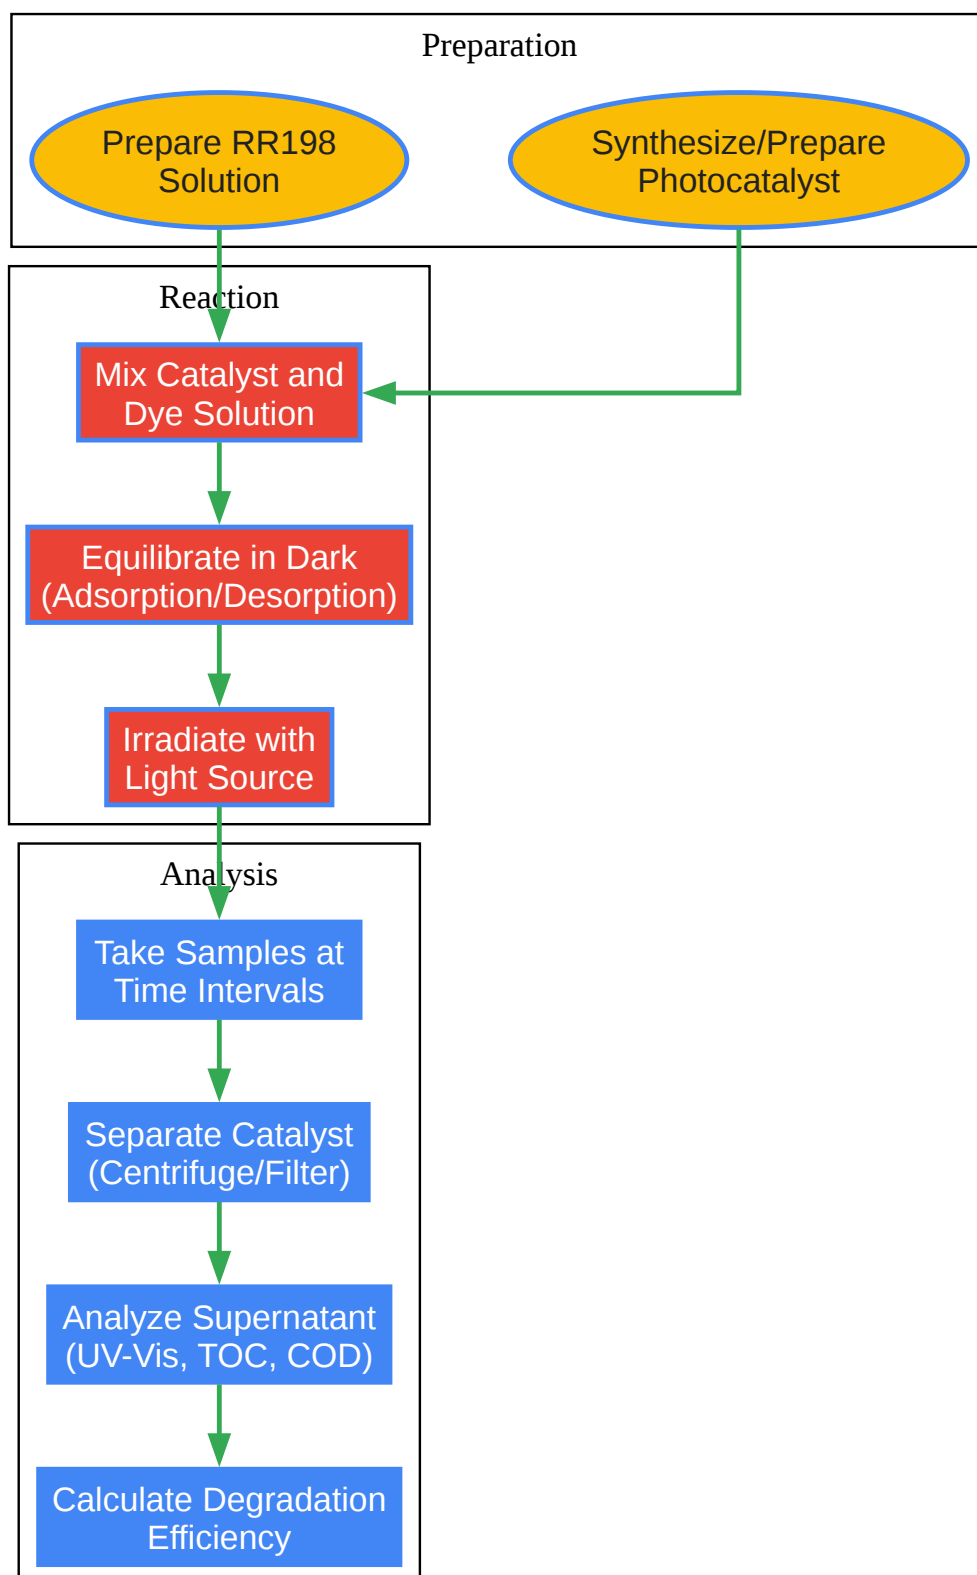 Preparation
Prepare RR198
Solution
Synthesize/Prepare
Photocatalyst
Reaction
Mix Catalyst and
Dye Solution
Equilibrate in Dark
(Adsorption/Desorption)
Irradiate with
Light Source
Analysis
Take Samples at
Time Intervals
Separate Catalyst
(Centrifuge/Filter)
Analyze Supernatant
(UV-Vis, TOC, COD)
Calculate Degradation
Efficiency